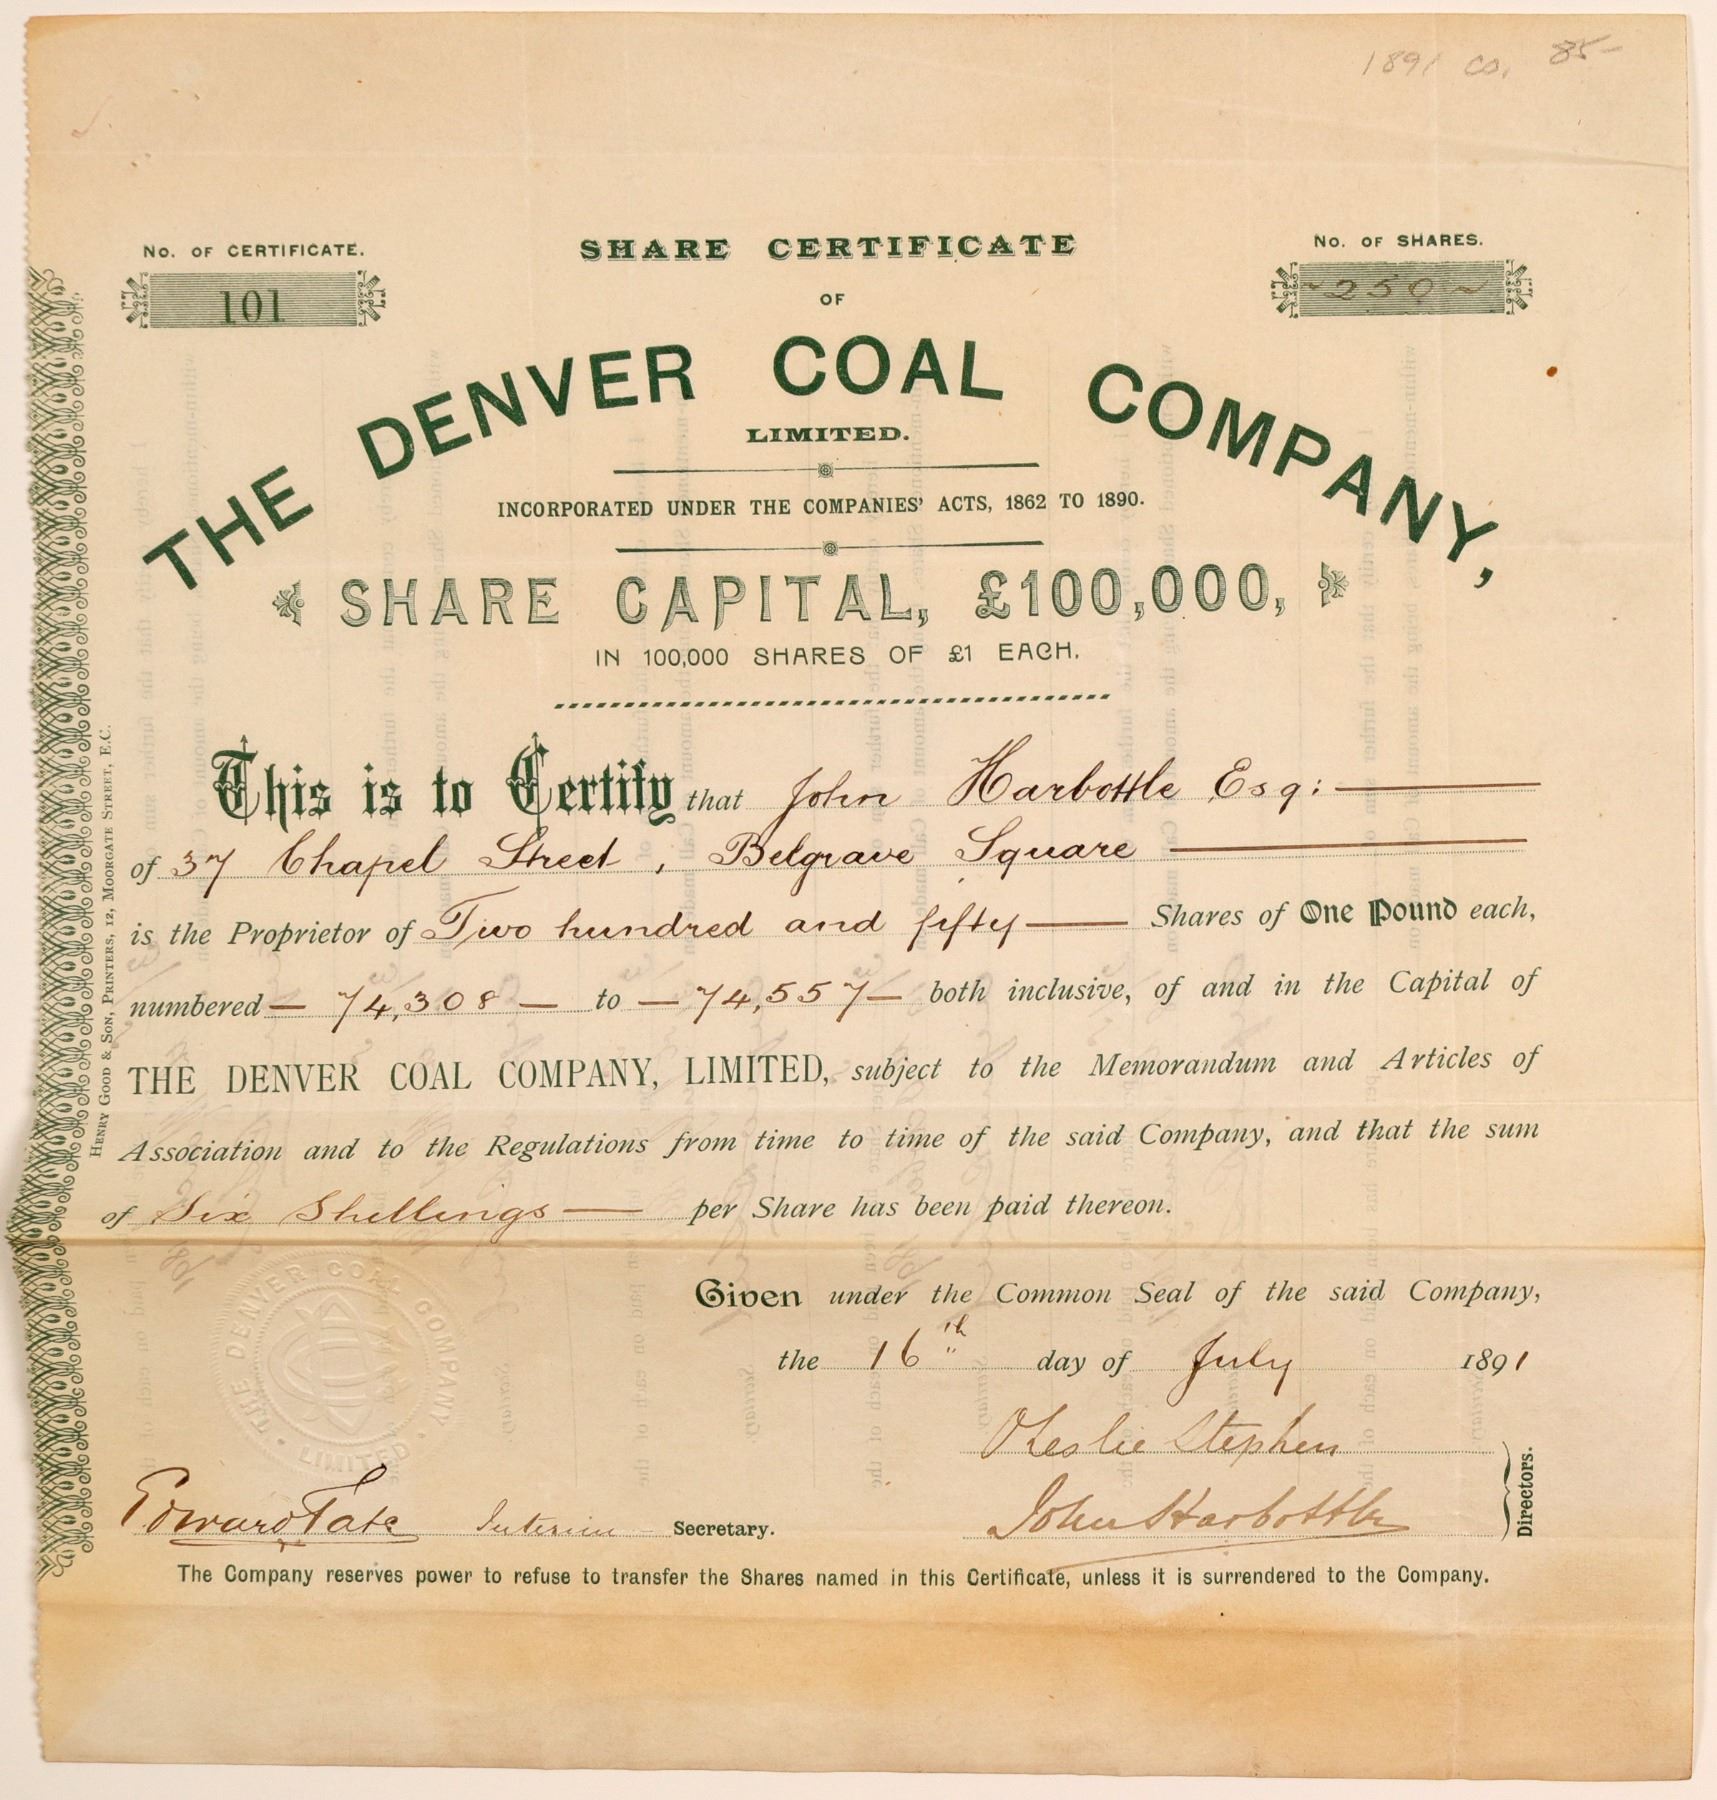 1891 CO. 85-
No. OF CERTIFICATE.
101
No. OF SHARES.
~250~
SHARE CERTIFICATE
OF
THE DENVER COAL COMPANY,
LIMITED.
INCORPORATED UNDER THE COMPANIES' ACTS, 1862 TO 1890.
SHARE CAPITAL, £100,000,
IN 100,000 SHARES OF £1 EACH.
This is to Certify that John Harbottle Esq:
of 37 Chapel Street, Belgrave Square
is the Proprietor of Two hundred and fifty — Shares of One Pound each,
numbered — 74,308 — to — 74,557 — both inclusive, of and in the Capital of
THE DENVER COAL COMPANY, LIMITED, subject to the Memorandum and Articles of
Association and to the Regulations from time to time of the said Company, and that the sum
of Six Shillings — per Share has been paid thereon.
Given under the Common Seal of the said Company,
the 16th day of July 1891
Leslie Stephen
John Harbottle
Directors.
Edward Tate Interim Secretary.
The Company reserves power to refuse to transfer the Shares named in this Certificate, unless it is surrendered to the Company.
THE DENVER COAL COMPANY
LIMITED
HENRY GOOD & SON, PRINTERS, 12, MOORGATE STREET, E.C.